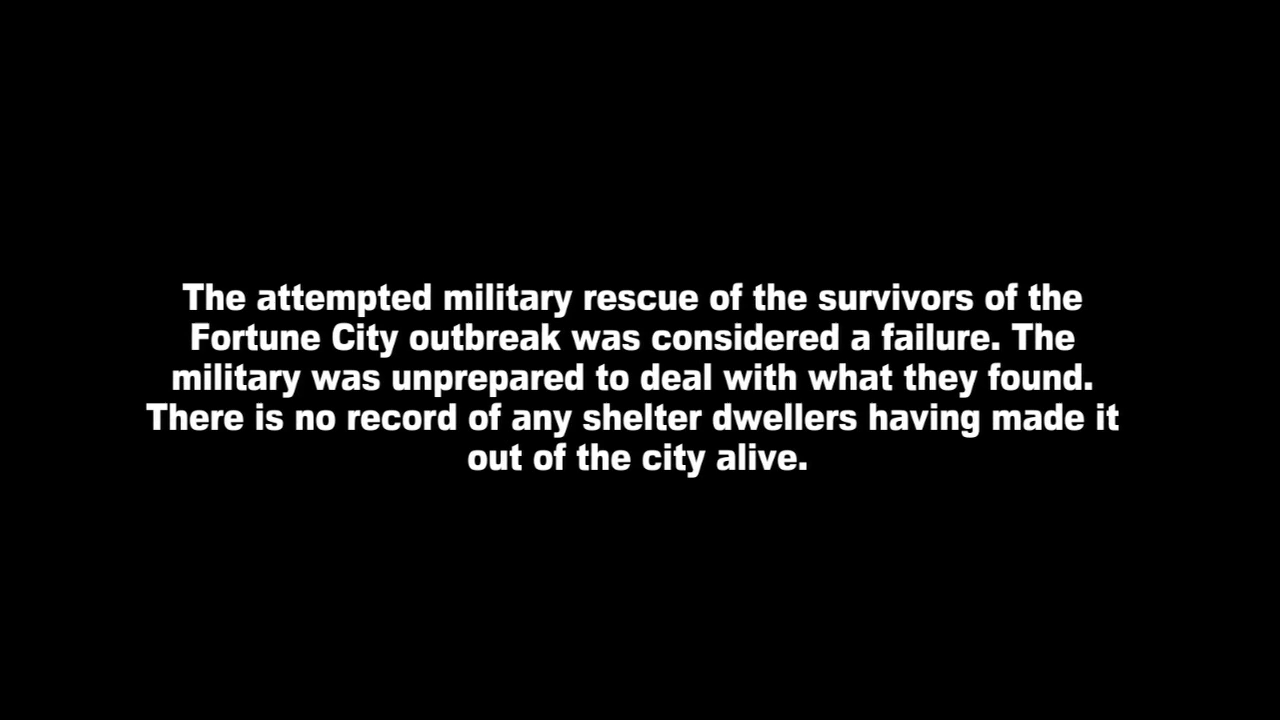 The attempted military rescue of the survivors of the
Fortune City outbreak was considered a failure. The
military was unprepared to deal with what they found.
There is no record of any shelter dwellers having made it
out of the city alive.